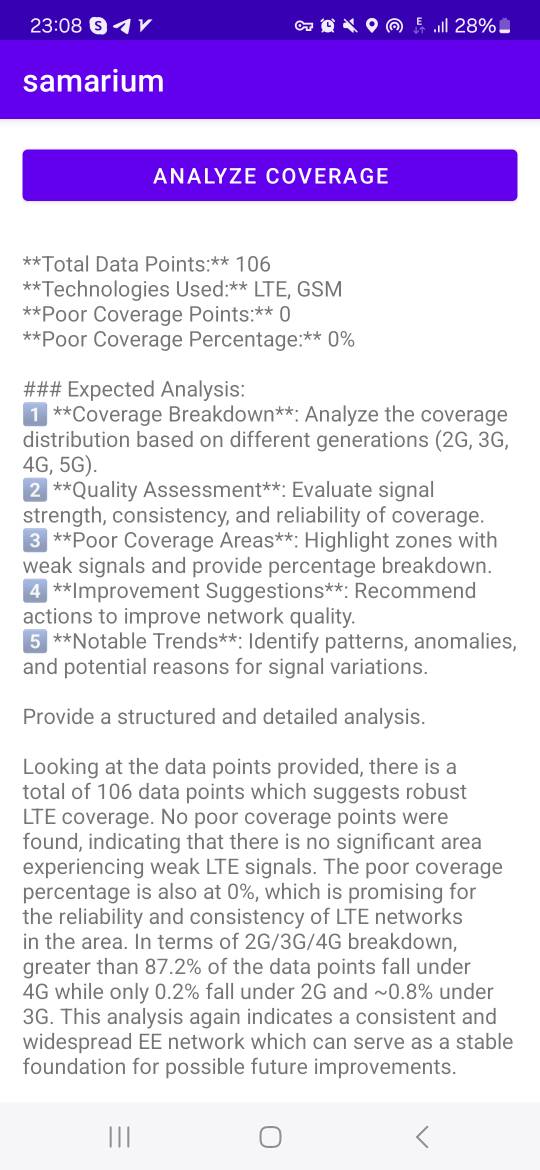 23:08
E
28%
samarium
ANALYZE COVERAGE
**Total Data Points:** 106
**Technologies Used:** LTE, GSM
**Poor Coverage Points:** 0
**Poor Coverage Percentage:** 0%
### Expected Analysis:
1️⃣ **Coverage Breakdown**: Analyze the coverage
distribution based on different generations (2G, 3G,
4G, 5G).
2️⃣ **Quality Assessment**: Evaluate signal
strength, consistency, and reliability of coverage.
3️⃣ **Poor Coverage Areas**: Highlight zones with
weak signals and provide percentage breakdown.
4️⃣ **Improvement Suggestions**: Recommend
actions to improve network quality.
5️⃣ **Notable Trends**: Identify patterns, anomalies,
and potential reasons for signal variations.
Provide a structured and detailed analysis.
Looking at the data points provided, there is a
total of 106 data points which suggests robust
LTE coverage. No poor coverage points were
found, indicating that there is no significant area
experiencing weak LTE signals. The poor coverage
percentage is also at 0%, which is promising for
the reliability and consistency of LTE networks
in the area. In terms of 2G/3G/4G breakdown,
greater than 87.2% of the data points fall under
4G while only 0.2% fall under 2G and ~0.8% under
3G. This analysis again indicates a consistent and
widespread EE network which can serve as a stable
foundation for possible future improvements.